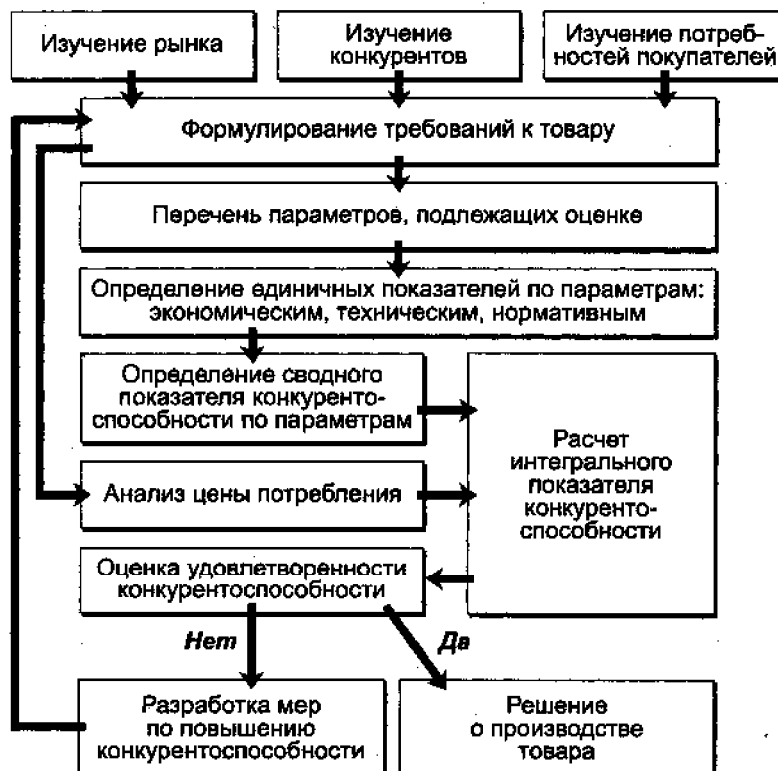 Изучение рынка
Изучение
конкурентов
Изучение потреб-
ностей покупателей
Формулирование требований к товару
Перечень параметров, подлежащих оценке
Определение единичных показателей по параметрам:
экономическим, техническим, нормативным
Определение сводного
показателя конкуренто-
способности по параметрам
Расчет
интегрального
показателя
конкуренто-
способности
Анализ цены потребления
Оценка удовлетворенности
конкурентоспособности
Нет
Да
Разработка мер
по повышению
конкурентоспособности
Решение
о производстве
товара